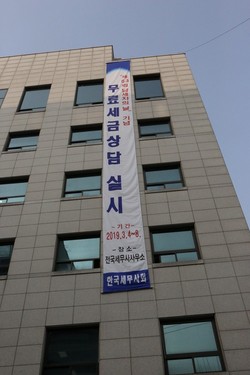 무료세금상담 실시
- 기간 -
2019.3.4~8.
- 장소 -
전국세무사사무소
한국세무사회